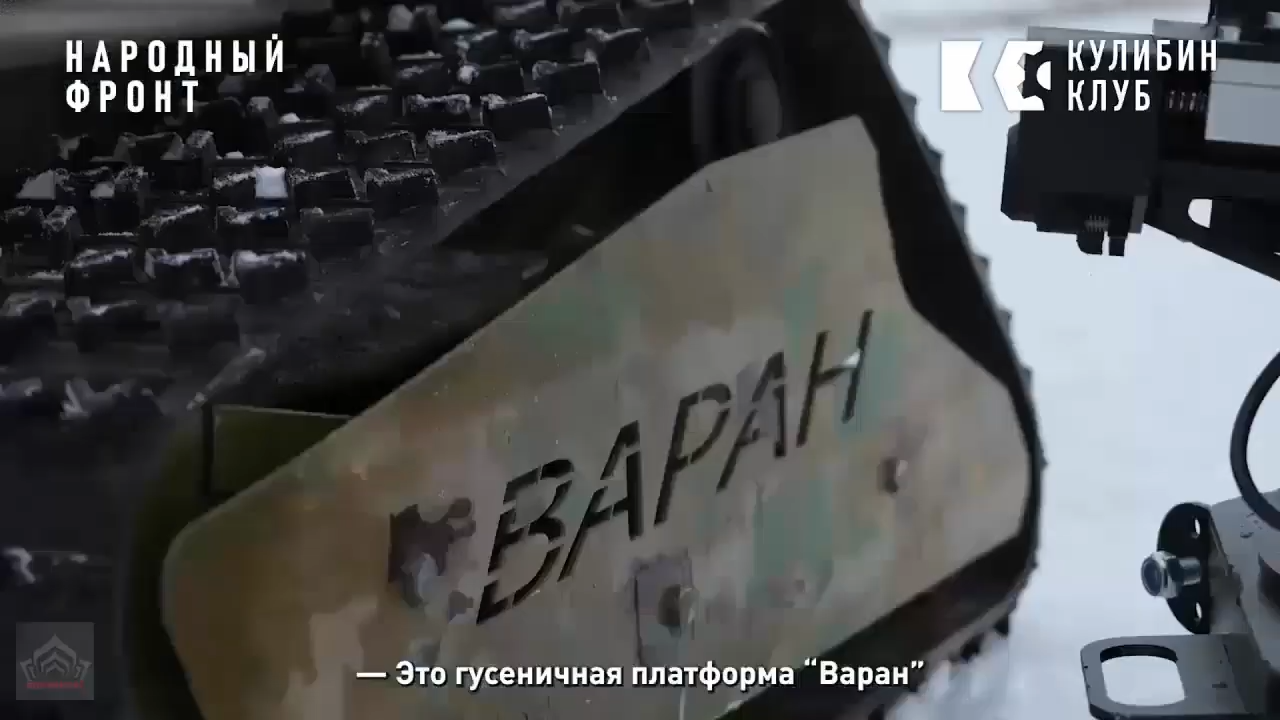 НАРОДНЫЙ
ФРОНТ
КУЛИБИН
КЛУБ
ВАРАН
— Это гусеничная платформа “Варан”